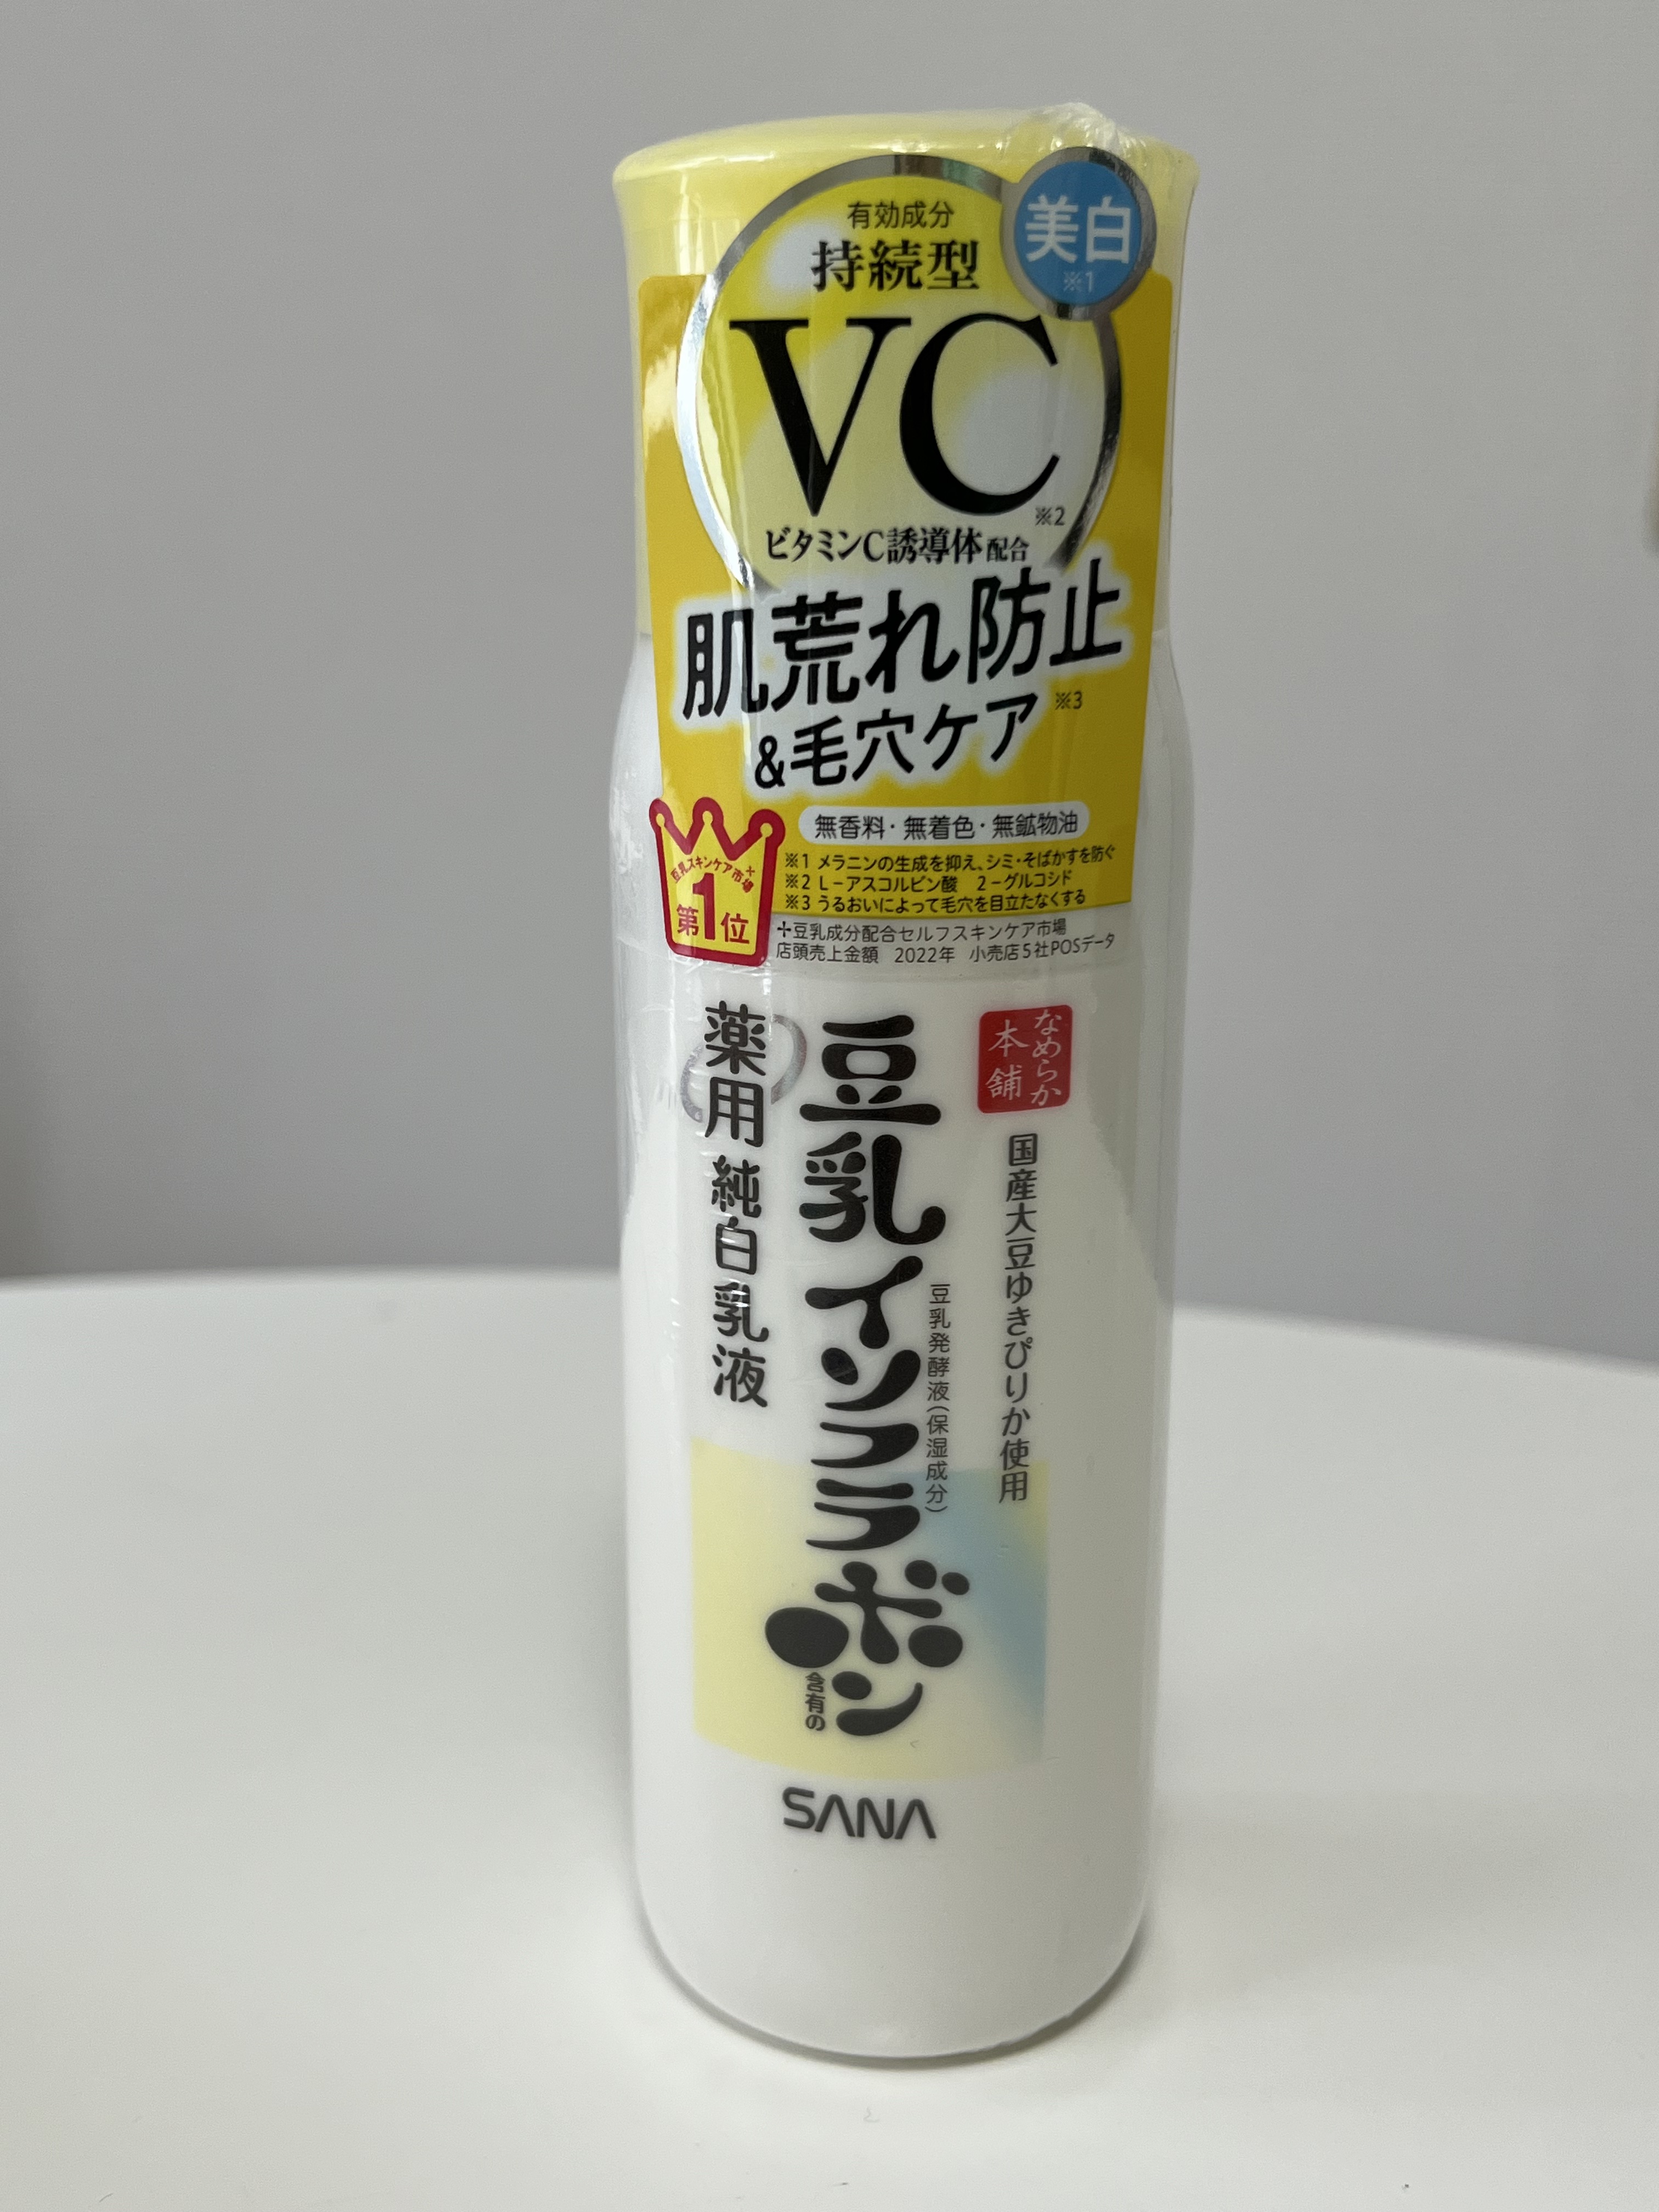 有効成分
持続型
美白
※1
VC
※2
ビタミンC誘導体配合
肌荒れ防止
&毛穴ケア ※3
無香料・無着色・無鉱物油
※1 メラニンの生成を抑え、シミ・そばかすを防ぐ
※2 L－アスコルビン酸 2－グルコシド
※3 うるおいによって毛穴を目立たなくする
豆乳スキンケア市場＋
第1位
＋豆乳成分配合セルフスキンケア市場
店頭売上金額 2022年 小売店5社POSデータ
なめらか
本舗
国産大豆ゆきぴりか使用
豆乳発酵液(保湿成分)
豆乳イソフラボン
含有の
薬用 純白乳液
SANA